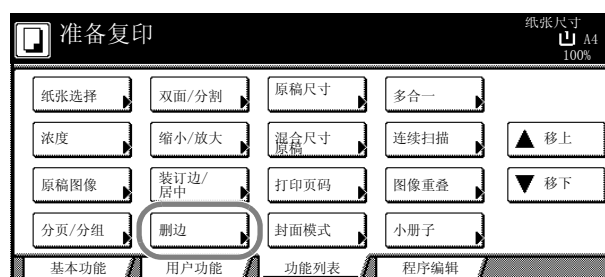 准备复印
纸张尺寸
A4
100%
纸张选择
双面/分割
原稿尺寸
多合一
浓度
缩小/放大
混合尺寸
原稿
连续扫描
移上
原稿图像
装订边/
居中
打印页码
图像重叠
移下
分页/分组
删边
封面模式
小册子
基本功能
用户功能
功能列表
程序编辑